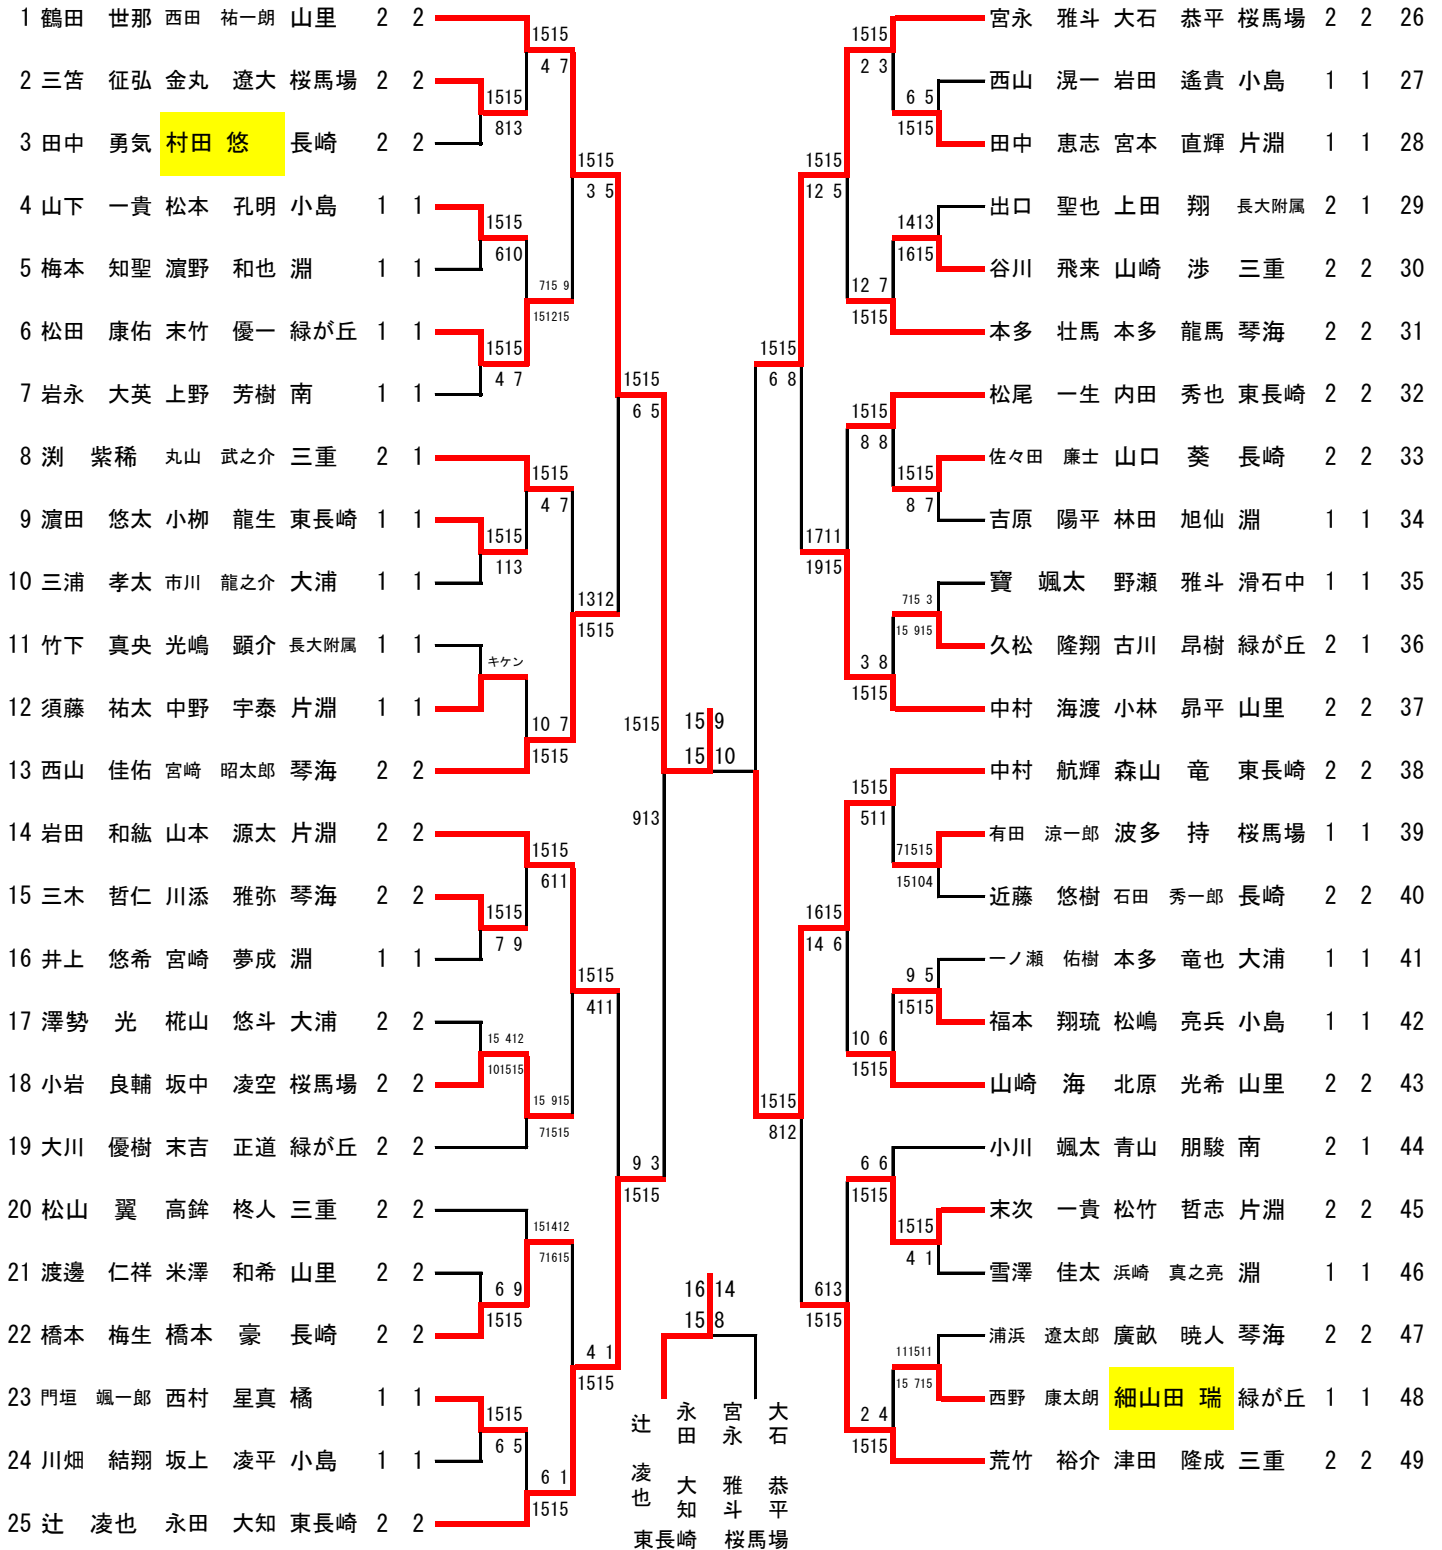 1 鶴田 世那 西田 祐一朗 山里 2 2
2 三笘 征弘 金丸 遼大 桜馬場 2 2
3 田中 勇気 村田 悠 長崎 2 2
4 山下 一貴 松本 孔明 小島 1 1
5 梅本 知聖 濵野 和也 淵 1 1
6 松田 康佑 末竹 優一 緑が丘 1 1
7 岩永 大英 上野 芳樹 南 1 1
8 渕 紫稀 丸山 武之介 三重 2 1
9 濵田 悠太 小栁 龍生 東長崎 1 1
10 三浦 孝太 市川 龍之介 大浦 1 1
11 竹下 真央 光嶋 顕介 長大附属 1 1
12 須藤 祐太 中野 宇泰 片淵 1 1
13 西山 佳佑 宮﨑 昭太郎 琴海 2 2
14 岩田 和紘 山本 源太 片淵 2 2
15 三木 哲仁 川添 雅弥 琴海 2 2
16 井上 悠希 宮崎 夢成 淵 1 1
17 澤勢 光 椛山 悠斗 大浦 2 2
18 小岩 良輔 坂中 凌空 桜馬場 2 2
19 大川 優樹 末吉 正道 緑が丘 2 2
20 松山 翼 高鉾 柊人 三重 2 2
21 渡邊 仁祥 米澤 和希 山里 2 2
22 橋本 梅生 橋本 豪 長崎 2 2
23 門垣 颯一郎 西村 星真 橘 1 1
24 川畑 結翔 坂上 凌平 小島 1 1
25 辻 凌也 永田 大知 東長崎 2 2
1515
4 7
1515
813
1515
3 5
1515
610
715 9
151215
1515
4 7
1515
6 5
1515
4 7
1515
113
1312
1515
キケン
10 7
1515
1515
913
1515
611
1515
7 9
1515
411
15 412
101515
15 915
71515
9 3
1515
151412
71615
6 9
1515
4 1
1515
1515
6 5
6 1
1515
15 9
15 10
16 14
15 8
辻 凌也
永田 大知
宮永 雅斗
大石 恭平
東長崎 桜馬場
1515
2 3
6 5
1515
1515
12 5
1413
1615
12 7
1515
1515
6 8
1515
8 8
1515
8 7
1711
1915
715 3
15 915
3 8
1515
1515
511
71515
15104
1615
14 6
9 5
1515
10 6
1515
1515
812
6 6
1515
1515
4 1
613
1515
111511
15 715
2 4
1515
宮永 雅斗 大石 恭平 桜馬場 2 2 26
西山 滉一 岩田 遙貴 小島 1 1 27
田中 恵志 宮本 直輝 片淵 1 1 28
出口 聖也 上田 翔 長大附属 2 1 29
谷川 飛来 山崎 渉 三重 2 2 30
本多 壮馬 本多 龍馬 琴海 2 2 31
松尾 一生 内田 秀也 東長崎 2 2 32
佐々田 廉士 山口 葵 長崎 2 2 33
吉原 陽平 林田 旭仙 淵 1 1 34
寶 颯太 野瀬 雅斗 滑石中 1 1 35
久松 隆翔 古川 昂樹 緑が丘 2 1 36
中村 海渡 小林 昴平 山里 2 2 37
中村 航輝 森山 竜 東長崎 2 2 38
有田 涼一郎 波多 持 桜馬場 1 1 39
近藤 悠樹 石田 秀一郎 長崎 2 2 40
一ノ瀬 佑樹 本多 竜也 大浦 1 1 41
福本 翔琉 松嶋 亮兵 小島 1 1 42
山崎 海 北原 光希 山里 2 2 43
小川 颯太 青山 朋駿 南 2 1 44
末次 一貴 松竹 哲志 片淵 2 2 45
雪澤 佳太 浜崎 真之亮 淵 1 1 46
浦浜 遼太郎 廣畝 暁人 琴海 2 2 47
西野 康太朗 細山田 瑞 緑が丘 1 1 48
荒竹 裕介 津田 隆成 三重 2 2 49